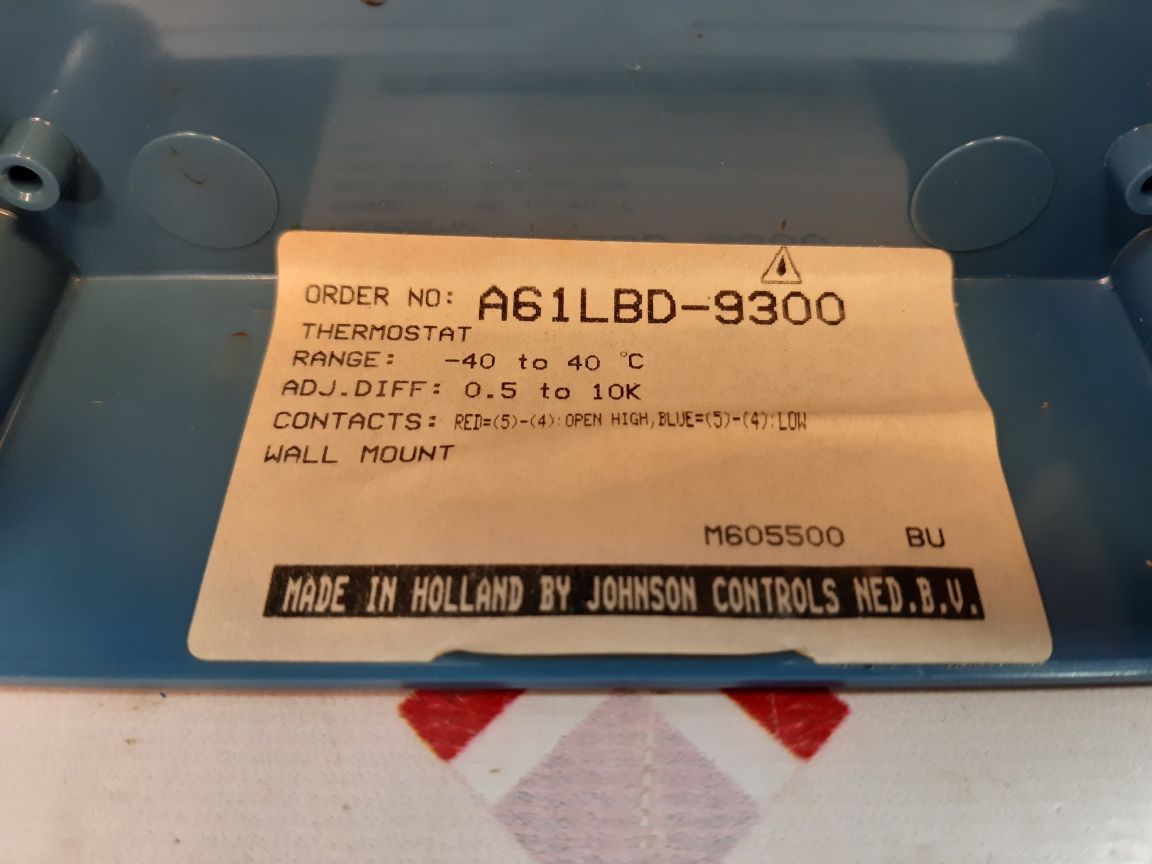 ORDER NO: A61LBD-9300
THERMOSTAT
RANGE: -40 to 40 °C
ADJ.DIFF: 0.5 to 10K
CONTACTS: RED=(5)-(4):OPEN HIGH,BLUE=(5)-(4):LOW
WALL MOUNT
M605500 BU
MADE IN HOLLAND BY JOHNSON CONTROLS NED.B.V.